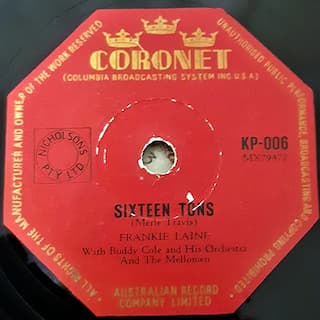 ALL RIGHTS OF THE MANUFACTURER AND OWNER OF THE WORK RESERVED
UNAUTHORISED PUBLIC PERFORMANCE, BROADCASTING AND COPYING PROHIBITED
CORONET
(COLUMBIA BROADCASTING SYSTEM INC. U.S.A.)
NICHOLSONS
PTY LTD
KP-006
SIXTEEN TONS
(Merle Travis)
FRANKIE LAINE
With Buddy Cole and His Orchestra
And The Mellomen
AUSTRALIAN RECORD
COMPANY LIMITED